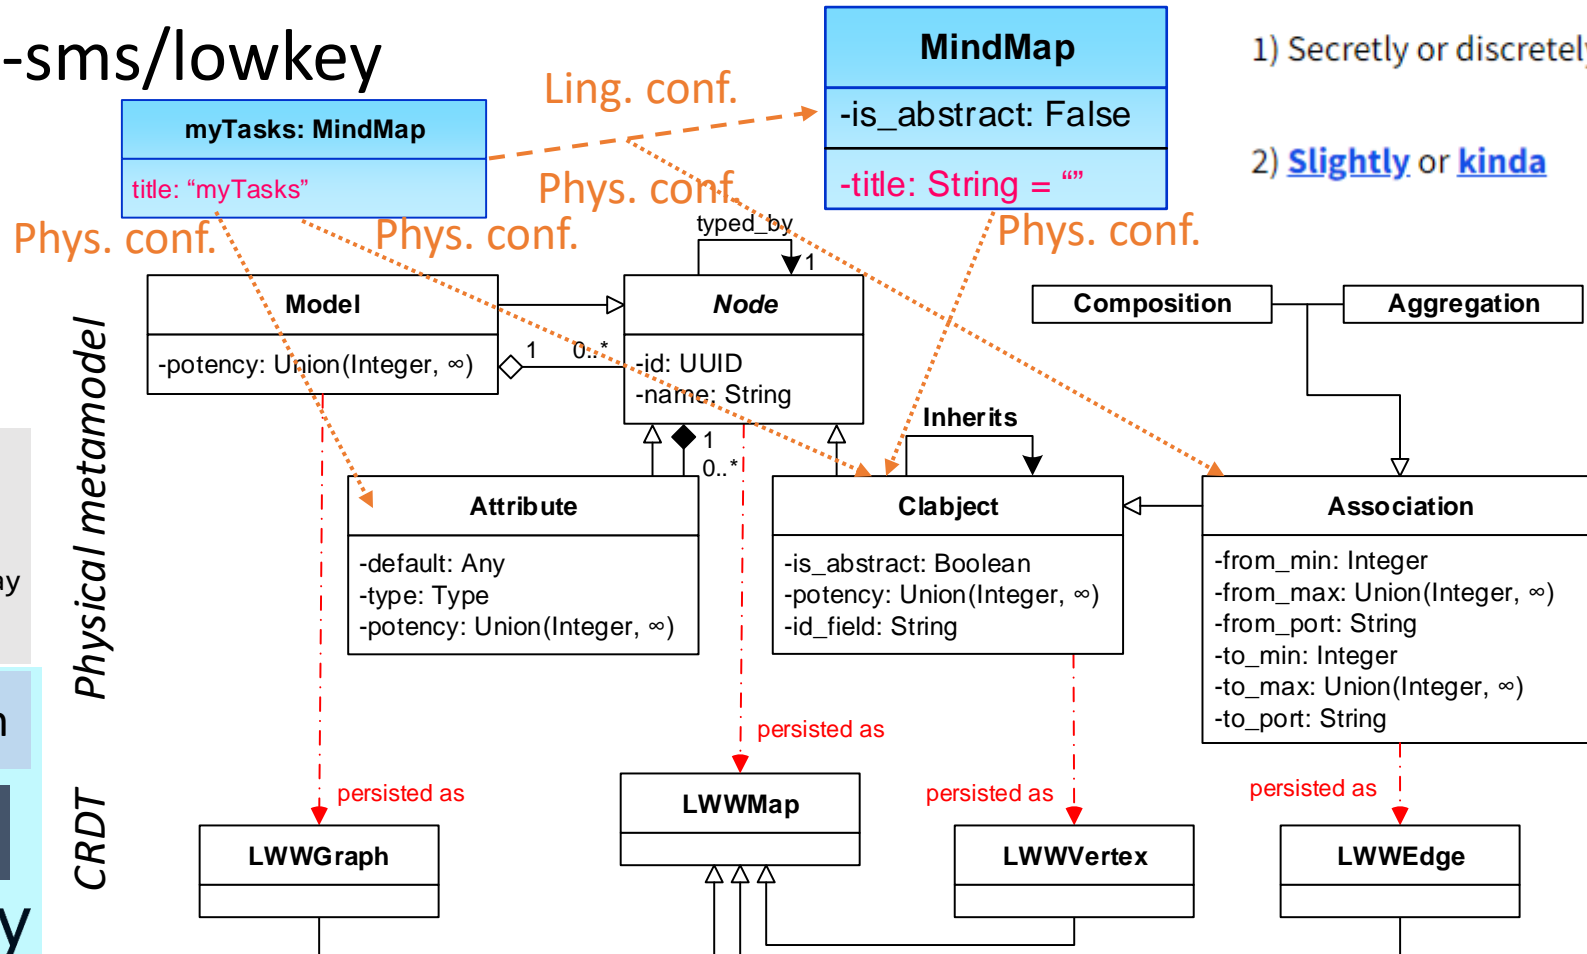 -sms/lowkey
MindMap
-is_abstract: False
-title: String = “”
1) Secretly or discretely
2) Slightly or kinda
myTasks: MindMap
title: “myTasks”
Ling. conf.
Phys. conf.
Phys. conf.
Phys. conf.
Phys. conf.
typed_by
1
Physical metamodel
Model
-potency: Union(Integer, ∞)
1
0..*
Node
-id: UUID
-name: String
Composition
Aggregation
1
0..*
Inherits
Attribute
-default: Any
-type: Type
-potency: Union(Integer, ∞)
Clabject
-is_abstract: Boolean
-potency: Union(Integer, ∞)
-id_field: String
Association
-from_min: Integer
-from_max: Union(Integer, ∞)
-from_port: String
-to_min: Integer
-to_max: Union(Integer, ∞)
-to_port: String
persisted as
persisted as
persisted as
persisted as
CRDT
LWWGraph
LWWMap
LWWVertex
LWWEdge